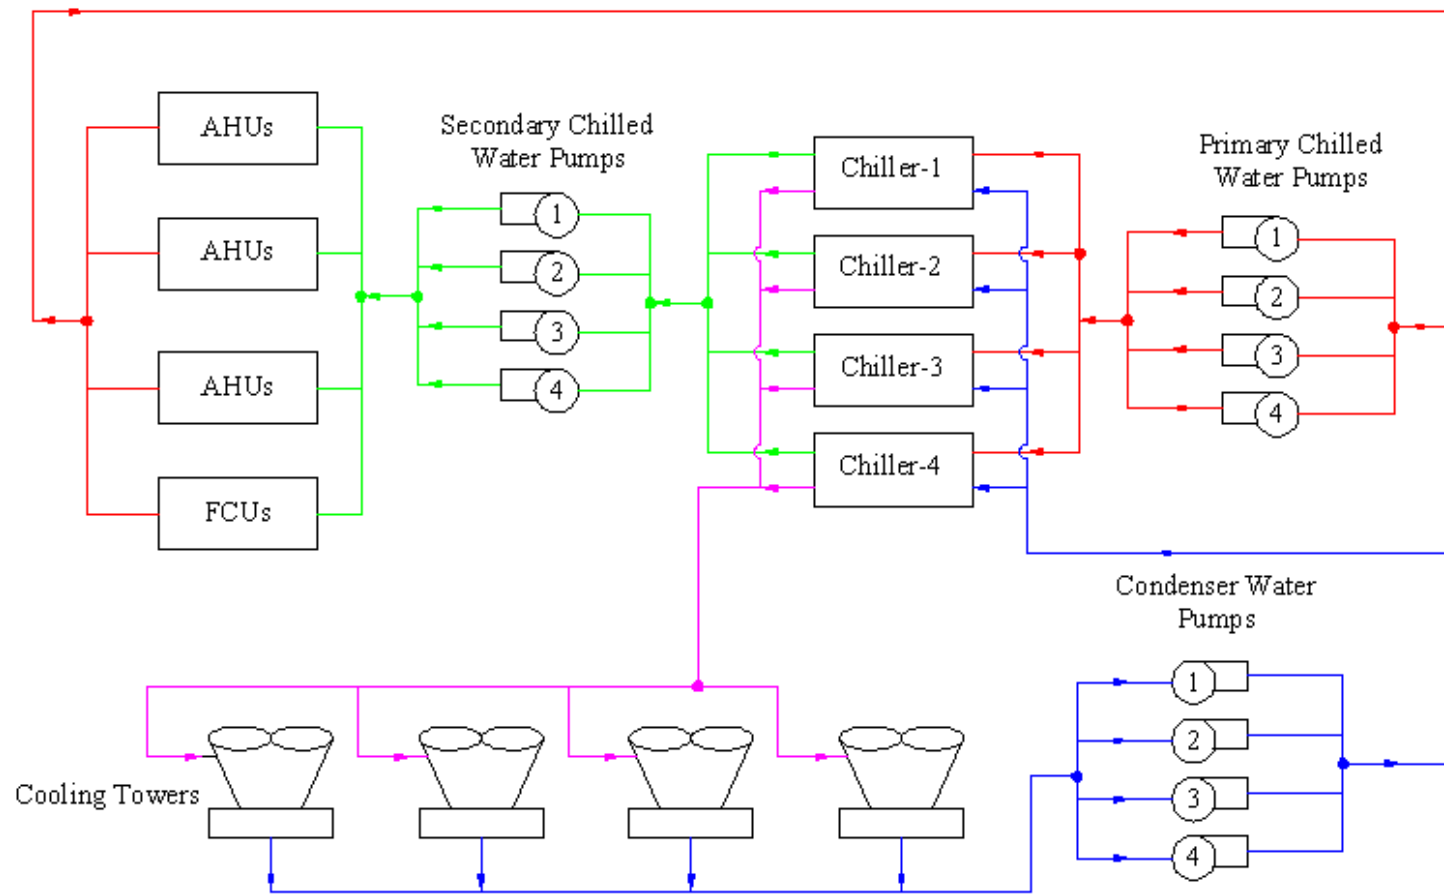 AHUs
AHUs
AHUs
FCUs
Secondary Chilled
Water Pumps
1
2
3
4
Chiller-1
Chiller-2
Chiller-3
Chiller-4
Primary Chilled
Water Pumps
1
2
3
4
Condenser Water
Pumps
1
2
3
4
Cooling Towers